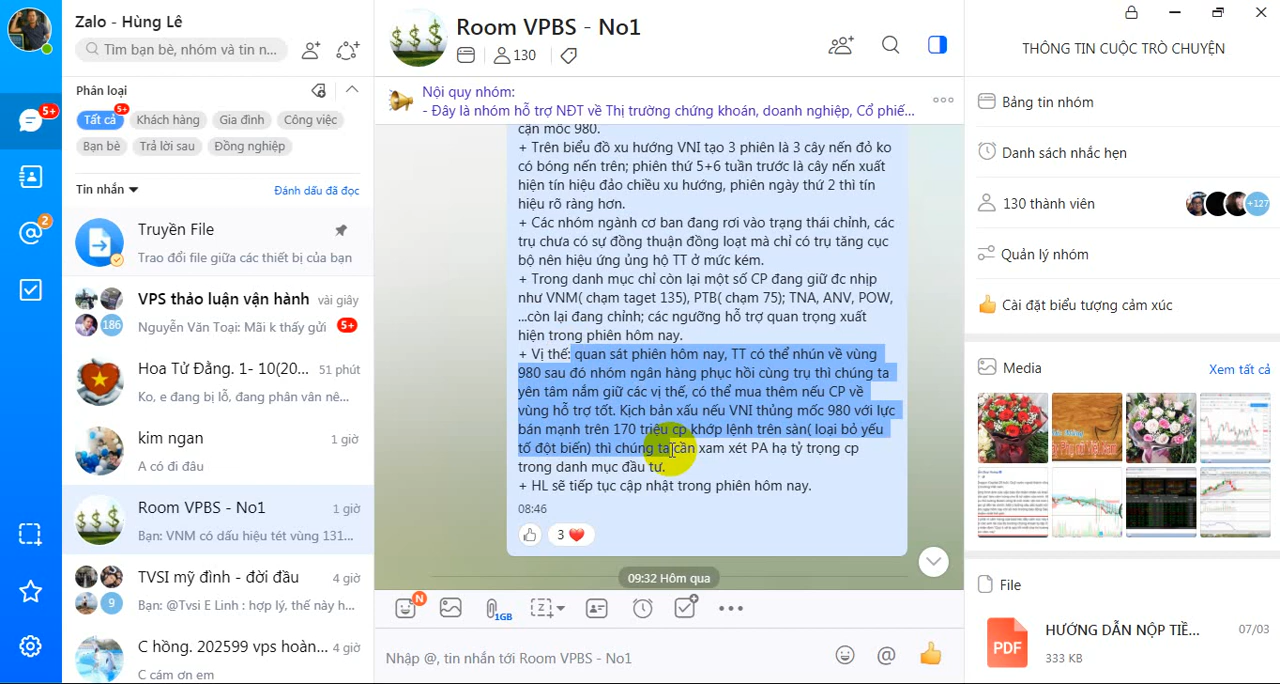 Zalo - Hùng Lê
Tìm bạn bè, nhóm và tin n...
Phân loại
Tất cả
5+
Khách hàng
Gia đình
Công việc
Bạn bè
Trả lời sau
Đồng nghiệp
Tin nhắn
Đánh dấu đã đọc
5+
2
Truyền File
Trao đổi file giữa các thiết bị của bạn
VPS thảo luận vận hành
vài giây
186
Nguyễn Văn Toại: Mãi k thấy gửi
5+
Hoa Tử Đằng. 1- 10(20...
51 phút
Ko, e đang bị lỗ, đang phân vân nê...
kim ngan
1 giờ
A có đi đâu
Room VPBS - No1
1 giờ
Bạn: VNM có dấu hiệu tét vùng 131...
TVSI mỹ đình - đời đầu
4 giờ
9
Bạn: @Tvsi E Linh : hợp lý, thế này h...
C hồng. 202599 vps hoàn...
4 giờ
C cám ơn em
Room VPBS - No1
130
Nội quy nhóm:
- Đây là nhóm hỗ trợ NĐT về Thị trường chứng khoán, doanh nghiệp, Cổ phiế...
cận mốc 980.
+ Trên biểu đồ xu hướng VNI tạo 3 phiên là 3 cây nến đỏ ko
có bóng nến trên; phiên thứ 5+6 tuần trước là cây nến xuất
hiện tín hiệu đảo chiều xu hướng, phiên ngày thứ 2 thì tín
hiệu rõ ràng hơn.
+ Các nhóm ngành cơ ban đang rơi vào trạng thái chỉnh, các
trụ chưa có sự đồng thuận đồng loạt mà chỉ có trụ tăng cục
bộ nên hiệu ứng ủng hộ TT ở mức kém.
+ Trong danh mục chỉ còn lại một số CP đang giữ đc nhịp
như VNM( chạm taget 135), PTB( chạm 75); TNA, ANV, POW,
...còn lại đang chỉnh; các ngưỡng hỗ trợ quan trọng xuất
hiện trong phiên hôm nay.
+ Vị thế: quan sát phiên hôm nay, TT có thể nhún về vùng
980 sau đó nhóm ngân hàng phục hồi cùng trụ thì chúng ta
yên tâm nắm giữ các vị thế, có thể mua thêm nếu CP về
vùng hỗ trợ tốt. Kịch bản xấu nếu VNI thủng mốc 980 với lực
bán mạnh trên 170 triệu cp khớp lệnh trên sàn( loại bỏ yếu
tố đột biến) thì chúng ta cần xam xét PA hạ tỷ trọng cp
trong danh mục đầu tư.
+ HL sẽ tiếp tục cập nhật trong phiên hôm nay.
08:46
3
09:32 Hôm qua
N
1GB
Nhập @, tin nhắn tới Room VPBS - No1
THÔNG TIN CUỘC TRÒ CHUYỆN
Bảng tin nhóm
Danh sách nhắc hẹn
130 thành viên
+127
Quản lý nhóm
Cài đặt biểu tượng cảm xúc
Media
Xem tất cả
File
PDF
HƯỚNG DẪN NỘP TIỀ...
07/03
333 KB